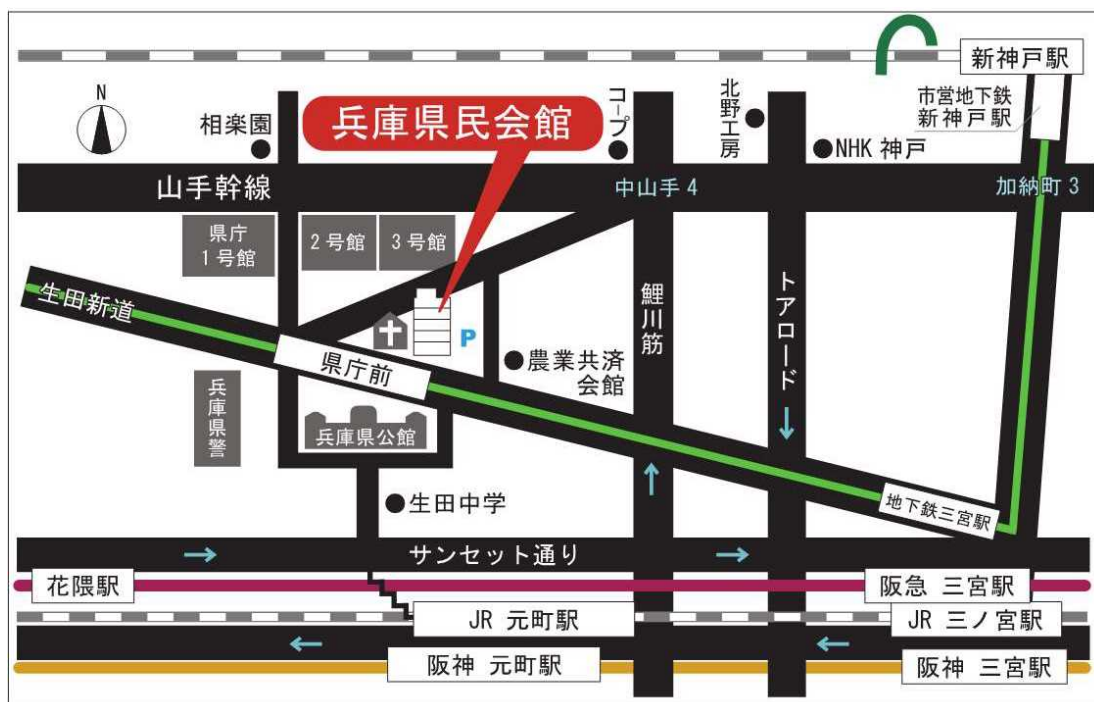 新神戸駅
N
相楽園
兵庫県民会館
コープ
北野工房
市営地下鉄
新神戸駅
NHK 神戸
山手幹線
中山手 4
加納町 3
県庁
1 号館
2 号館
3 号館
生田新道
P
鯉川筋
トアロード
県庁前
農業共済
会館
兵庫県警
兵庫県公館
生田中学
地下鉄三宮駅
サンセット通り
花隈駅
阪急 三宮駅
JR 元町駅
JR 三ノ宮駅
阪神 元町駅
阪神 三宮駅